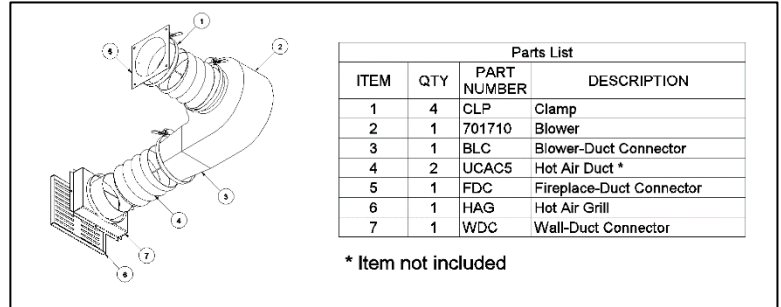 1
2
5
3
4
7
6
Parts List
ITEM QTY PART NUMBER DESCRIPTION
1 4 CLP Clamp
2 1 701710 Blower
3 1 BLC Blower-Duct Connector
4 2 UCAC5 Hot Air Duct *
5 1 FDC Fireplace-Duct Connector
6 1 HAG Hot Air Grill
7 1 WDC Wall-Duct Connector
* Item not included